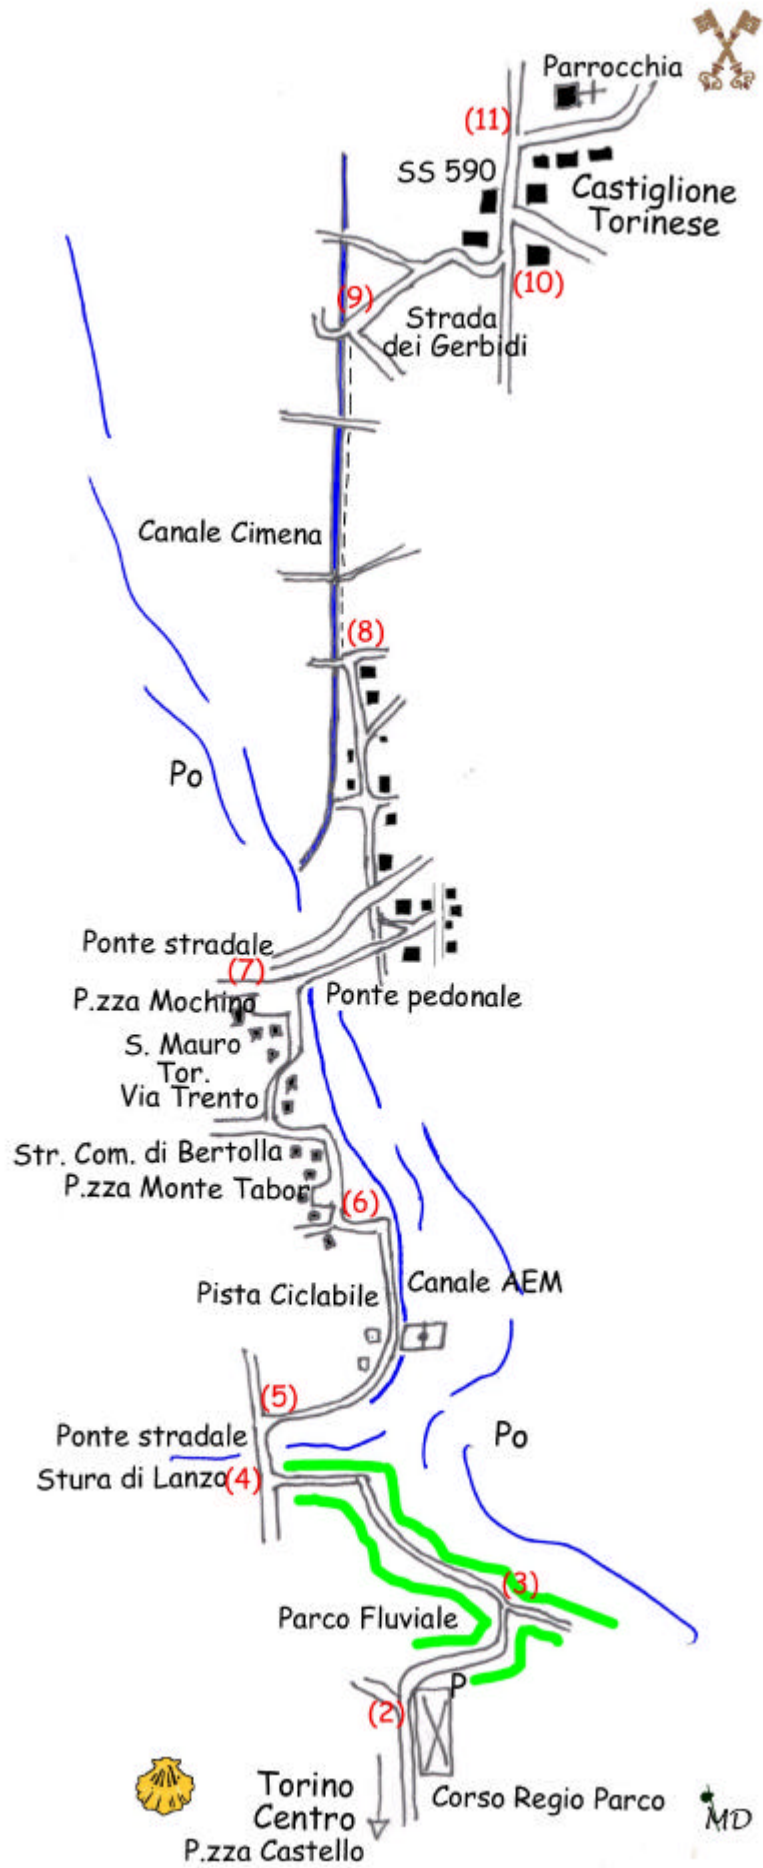 Parrocchia
(11)
SS 590
Castiglione
Torinese
(10)
(9)
Strada
dei Gerbidi
Canale Cimena
(8)
Po
Ponte stradale
(7)
P.zza Mochino
Ponte pedonale
S. Mauro
Tor.
Via Trento
Str. Com. di Bertolla
P.zza Monte Tabor
(6)
Pista Ciclabile
Canale AEM
(5)
Ponte stradale
Po
Stura di Lanzo
(4)
(3)
Parco Fluviale
P
(2)
Torino
Centro
P.zza Castello
Corso Regio Parco
MD